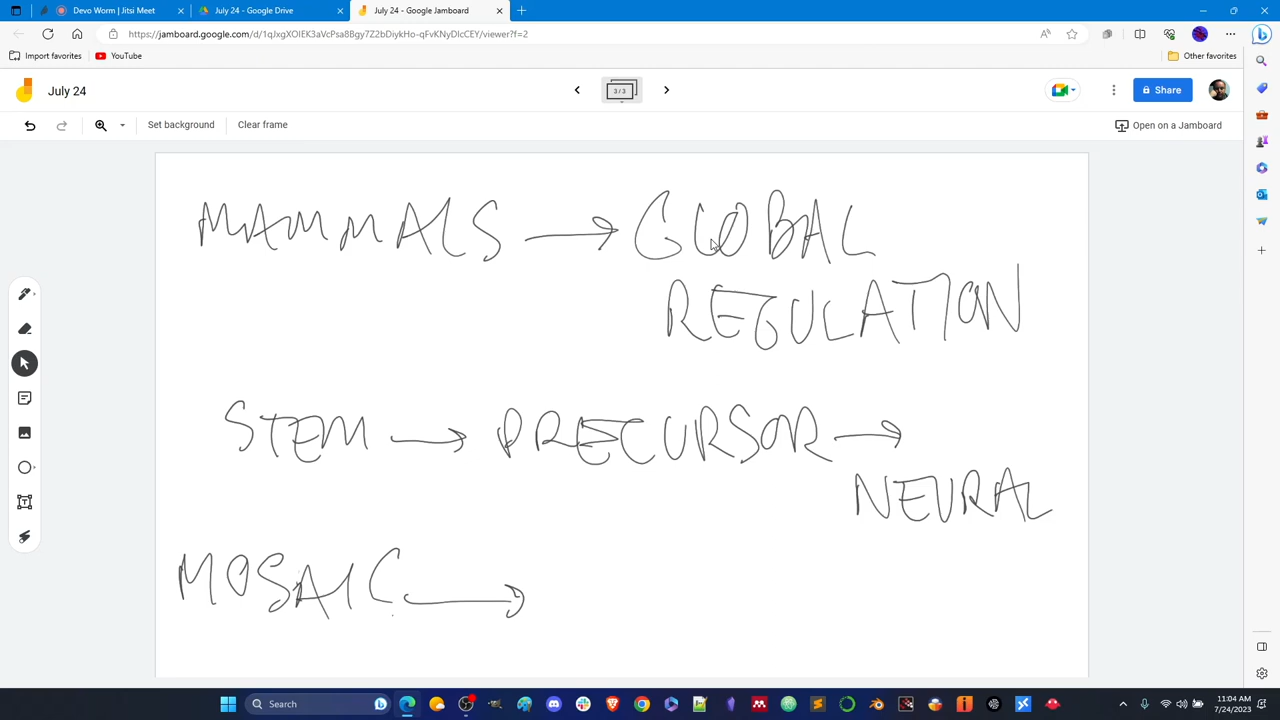 Devo Worm | Jitsi Meet
July 24 - Google Drive
July 24 - Google Jamboard
https://jamboard.google.com/d/1qJxgXOIEK3aVcPsa8Bgy7Z2bDiykHo-qFvKNyDlcCEY/viewer?f=2
Import favorites YouTube Other favorites
July 24 3/3 Share
Set background Clear frame Open on a Jamboard
MAMMALS → GLOBAL
REGULATION
STEM → PRECURSOR →
NEURAL
MOSAIC →
Search
11:04 AM
7/24/2023